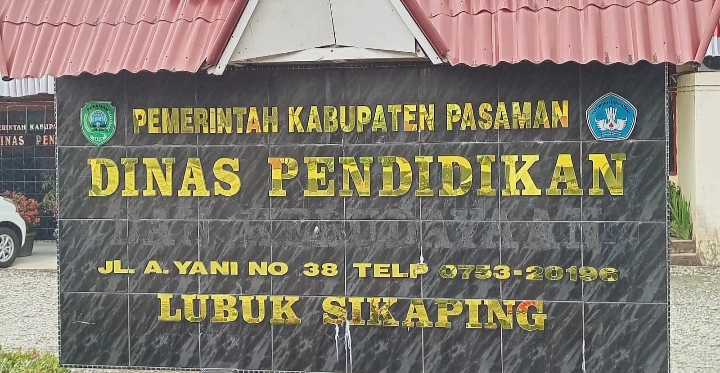 PEMERINTAH KABUPATEN PASAMAN
DINAS PENDIDIKAN
JL. A. YANI NO 38 TELP 0753-20196
LUBUK SIKAPING